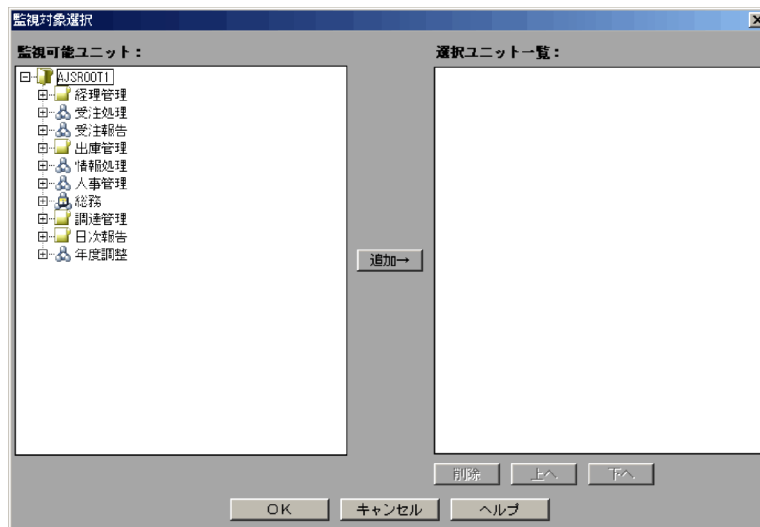 監視対象選択
監視可能ユニット：
選択ユニット一覧：
AJSROOT1
経理管理
受注処理
受注報告
出庫管理
情報処理
人事管理
総務
調達管理
日次報告
年度調整
追加→
削除
上へ
下へ
OK
キャンセル
ヘルプ